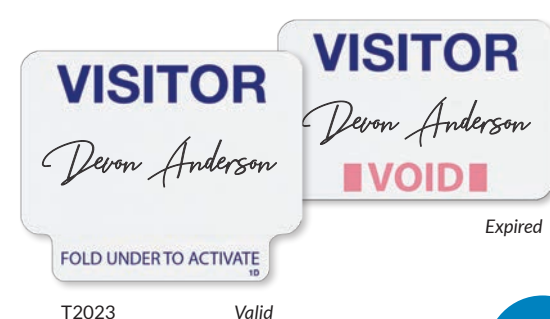 VISITOR
Devon Anderson
FOLD UNDER TO ACTIVATE
1D
T2023
Valid
VISITOR
Devon Anderson
VOID
Expired